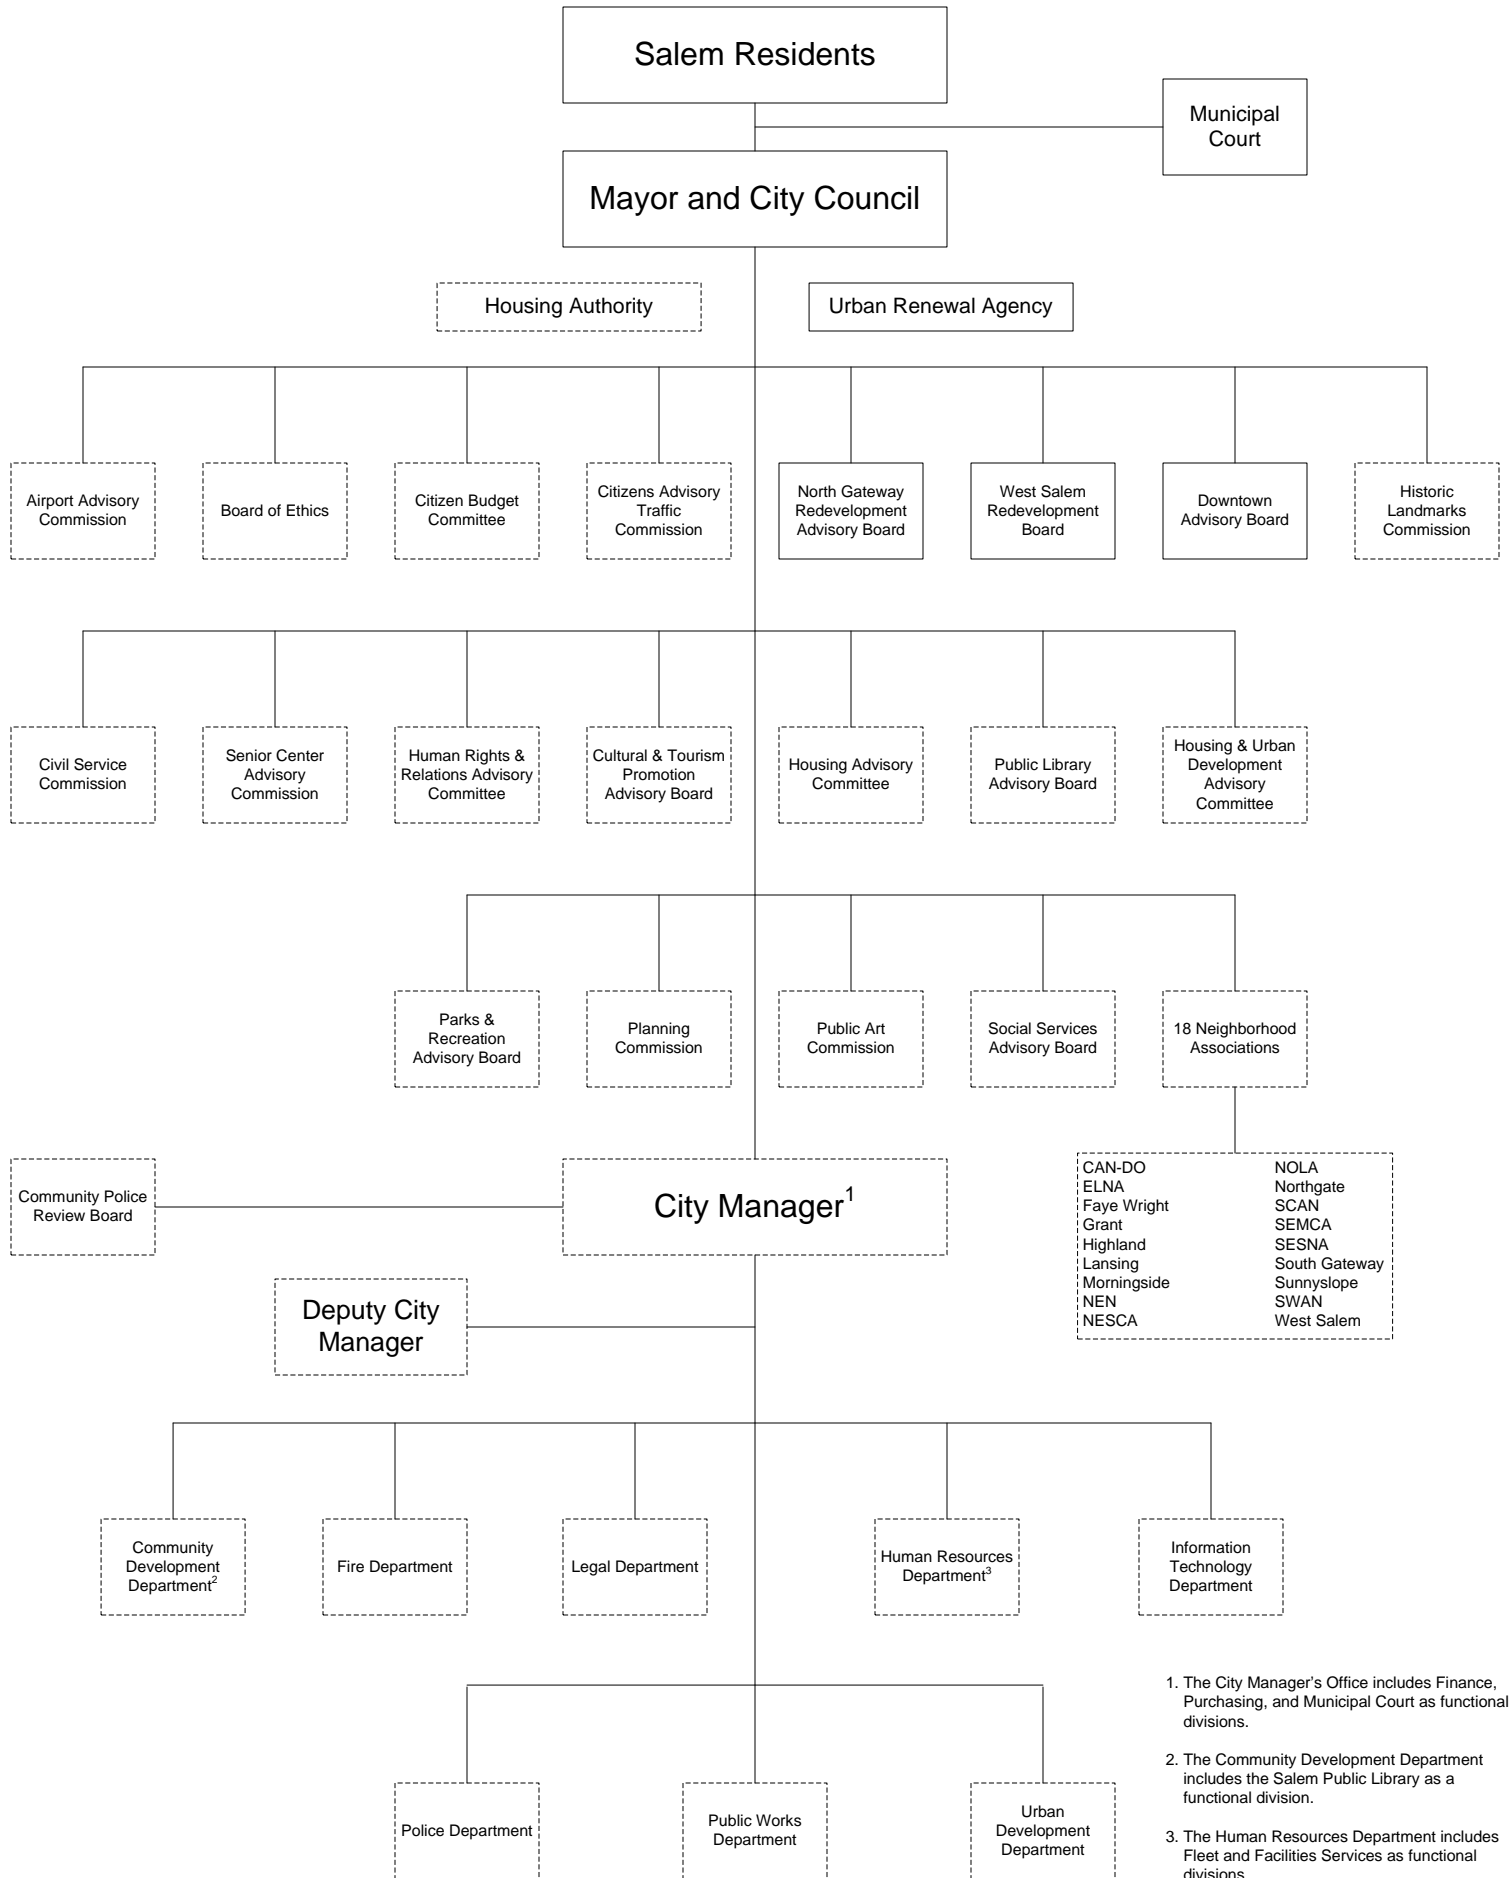 Salem Residents
Municipal
Court
Mayor and City Council
Housing Authority
Urban Renewal Agency
Airport Advisory
Commission
Board of Ethics
Citizen Budget
Committee
Citizens Advisory
Traffic
Commission
North Gateway
Redevelopment
Advisory Board
West Salem
Redevelopment
Board
Downtown
Advisory Board
Historic
Landmarks
Commission
Civil Service
Commission
Senior Center
Advisory
Commission
Human Rights &
Relations Advisory
Committee
Cultural & Tourism
Promotion
Advisory Board
Housing Advisory
Committee
Public Library
Advisory Board
Housing & Urban
Development
Advisory
Committee
Parks &
Recreation
Advisory Board
Planning
Commission
Public Art
Commission
Social Services
Advisory Board
18 Neighborhood
Associations
Community Police
Review Board
City Manager1
CAN-DO
ELNA
Faye Wright
Grant
Highland
Lansing
Morningside
NEN
NESCA
NOLA
Northgate
SCAN
SEMCA
SESNA
South Gateway
Sunnyslope
SWAN
West Salem
Deputy City
Manager
Community
Development
Department2
Fire Department
Legal Department
Human Resources
Department3
Information
Technology
Department
Police Department
Public Works
Department
Urban
Development
Department
1. The City Manager's Office includes Finance,
Purchasing, and Municipal Court as functional
divisions.
2. The Community Development Department
includes the Salem Public Library as a
functional division.
3. The Human Resources Department includes
Fleet and Facilities Services as functional
divisions